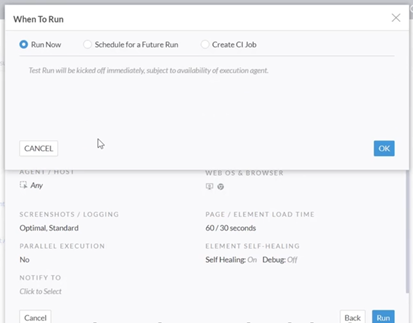 When To Run
Run Now Schedule for a Future Run Create CI Job
Test Run will be kicked off immediately, subject to availability of execution agent.
CANCEL OK
AGENT / HOST WEB OS & BROWSER
Any
SCREENSHOTS / LOGGING PAGE / ELEMENT LOAD TIME
Optimal, Standard 60 / 30 seconds
PARALLEL EXECUTION ELEMENT SELF-HEALING
No Self Healing: On Debug: Off
NOTIFY TO
Click to Select
Cancel Back Run